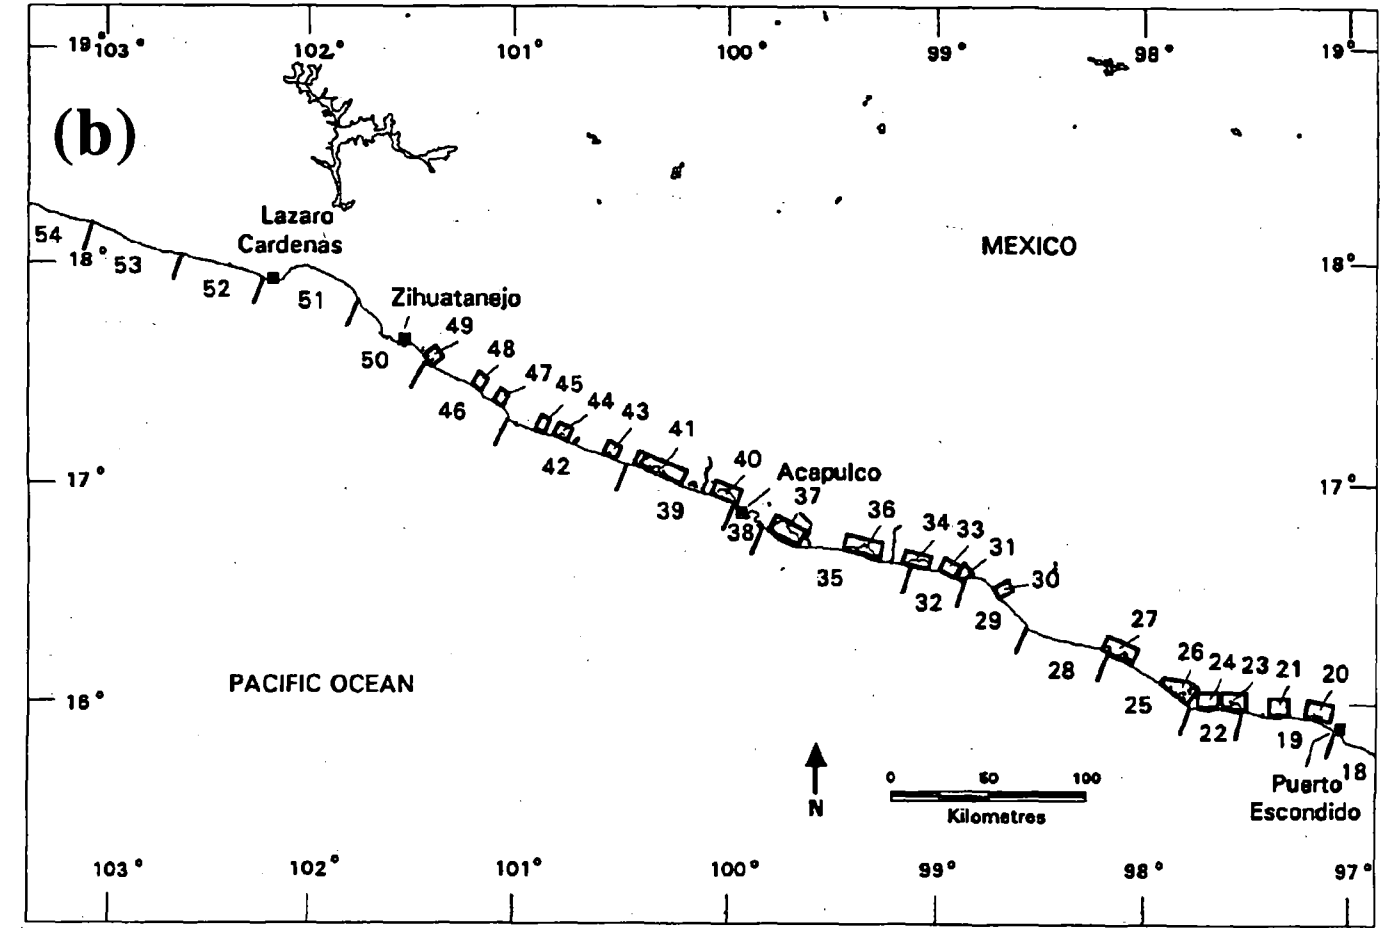 19° 103° 102° 101° 100° 99° 98° 19°
(b)
Lazaro
Cardenas
MEXICO
54 53 18° 52 51 18°
Zihuatanejo
50 49 48 47 46 45 44 43 42 41 40 39
17° 17°
Acapulco
38 37 36 35 34 33 32 31 30 29
28 27 26 25 24 23 22 21 20 19 18
PACIFIC OCEAN
16°
0 50 100
Kilometres
N
Puerto
Escondido
103° 102° 101° 100° 99° 98° 97°